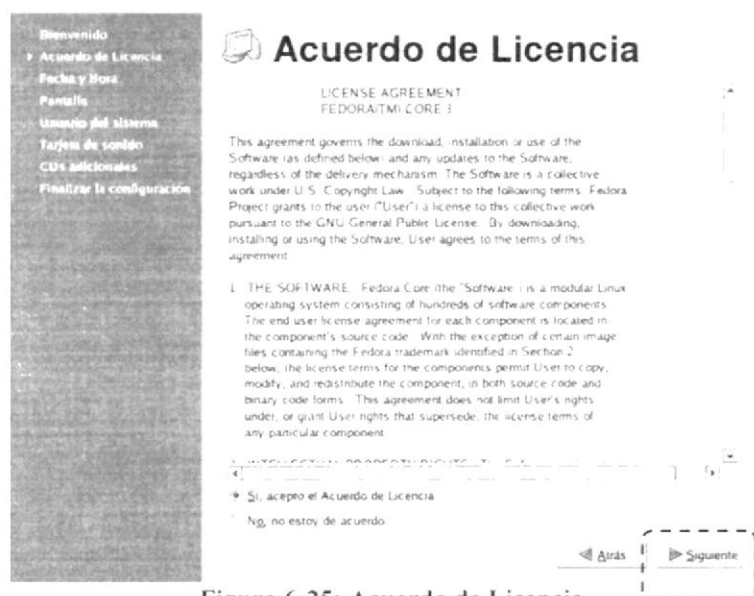 Bienvenido
Acuerdo de Licencia
Fecha y Hora
Pantalla
Usuario del sistema
Tarjeta de sonido
CDs adicionales
Finalizar la configuración
Acuerdo de Licencia
LICENSE AGREEMENT
FEDORA(TM) CORE 3
This agreement governs the download, installation or use of the
Software (as defined below) and any updates to the Software,
regardless of the delivery mechanism. The Software is a collective
work under U.S. Copyright Law. Subject to the following terms, Fedora
Project grants to the user ("User") a license to this collective work
pursuant to the GNU General Public License. By downloading,
installing or using the Software, User agrees to the terms of this
agreement.
1. THE SOFTWARE. Fedora Core (the "Software") is a modular Linux
operating system consisting of hundreds of software components.
The end user license agreement for each component is located in
the component's source code. With the exception of certain image
files containing the Fedora trademark identified in Section 2
below, the license terms for the components permit User to copy,
modify, and redistribute the component, in both source code and
binary code forms. This agreement does not limit User's rights
under, or grant User rights that supersede, the license terms of
any particular component.
Sí, acepto el Acuerdo de Licencia
No, no estoy de acuerdo
Atrás
Siguiente
Figura 6.25: Acuerdo de Licencia